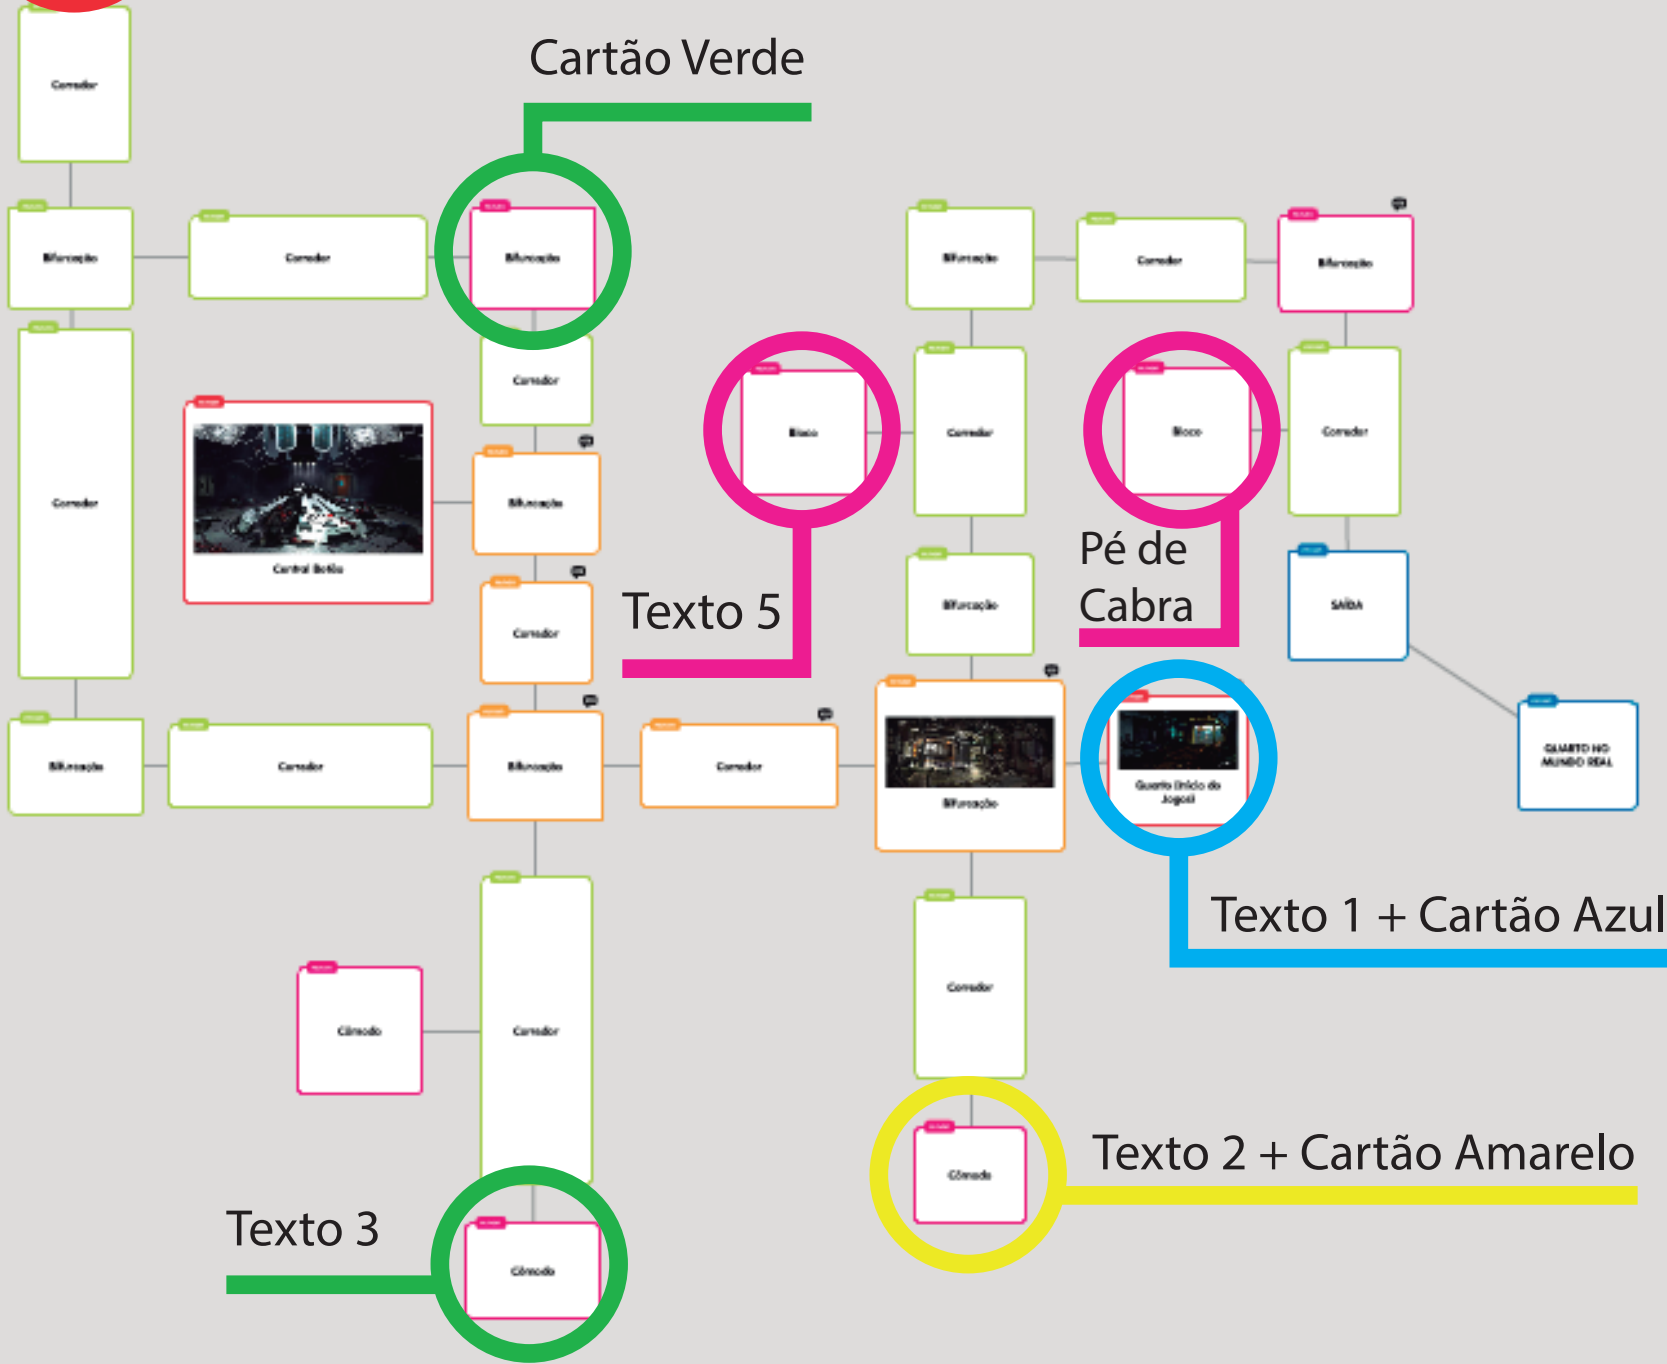 Cartão Verde
Corredor
Bifurcação
Corredor
Bifurcação
Bifurcação
Corredor
Bifurcação
Corredor
Bloco
Corredor
Bloco
Corredor
Corredor
Bifurcação
Central Botão
Pé de
Cabra
Texto 5
Corredor
Bifurcação
SAÍDA
Bifurcação
Corredor
Bifurcação
Corredor
Bifurcação
Quarto (Início do
Jogo)
QUARTO NO
MUNDO REAL
Texto 1 + Cartão Azul
Corredor
Cômodo
Corredor
Texto 2 + Cartão Amarelo
Cômodo
Texto 3
Cômodo